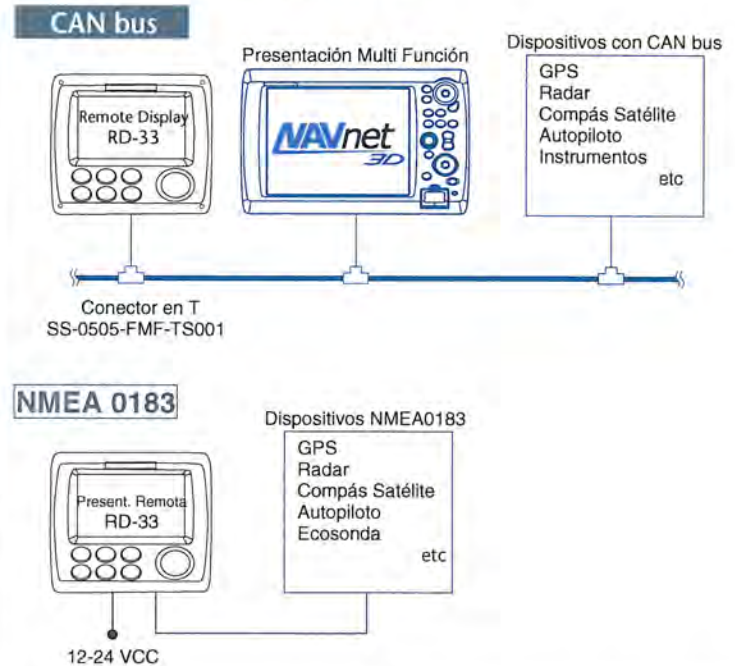 CAN bus
Presentación Multi Función
Dispositivos con CAN bus
Remote Display
RD-33
NAVnet
3D
GPS
Radar
Compás Satélite
Autopiloto
Instrumentos
etc
Conector en T
SS-0505-FMF-TS001
NMEA 0183
Dispositivos NMEA0183
Present. Remota
RD-33
GPS
Radar
Compás Satélite
Autopiloto
Ecosonda
etc
12-24 VCC